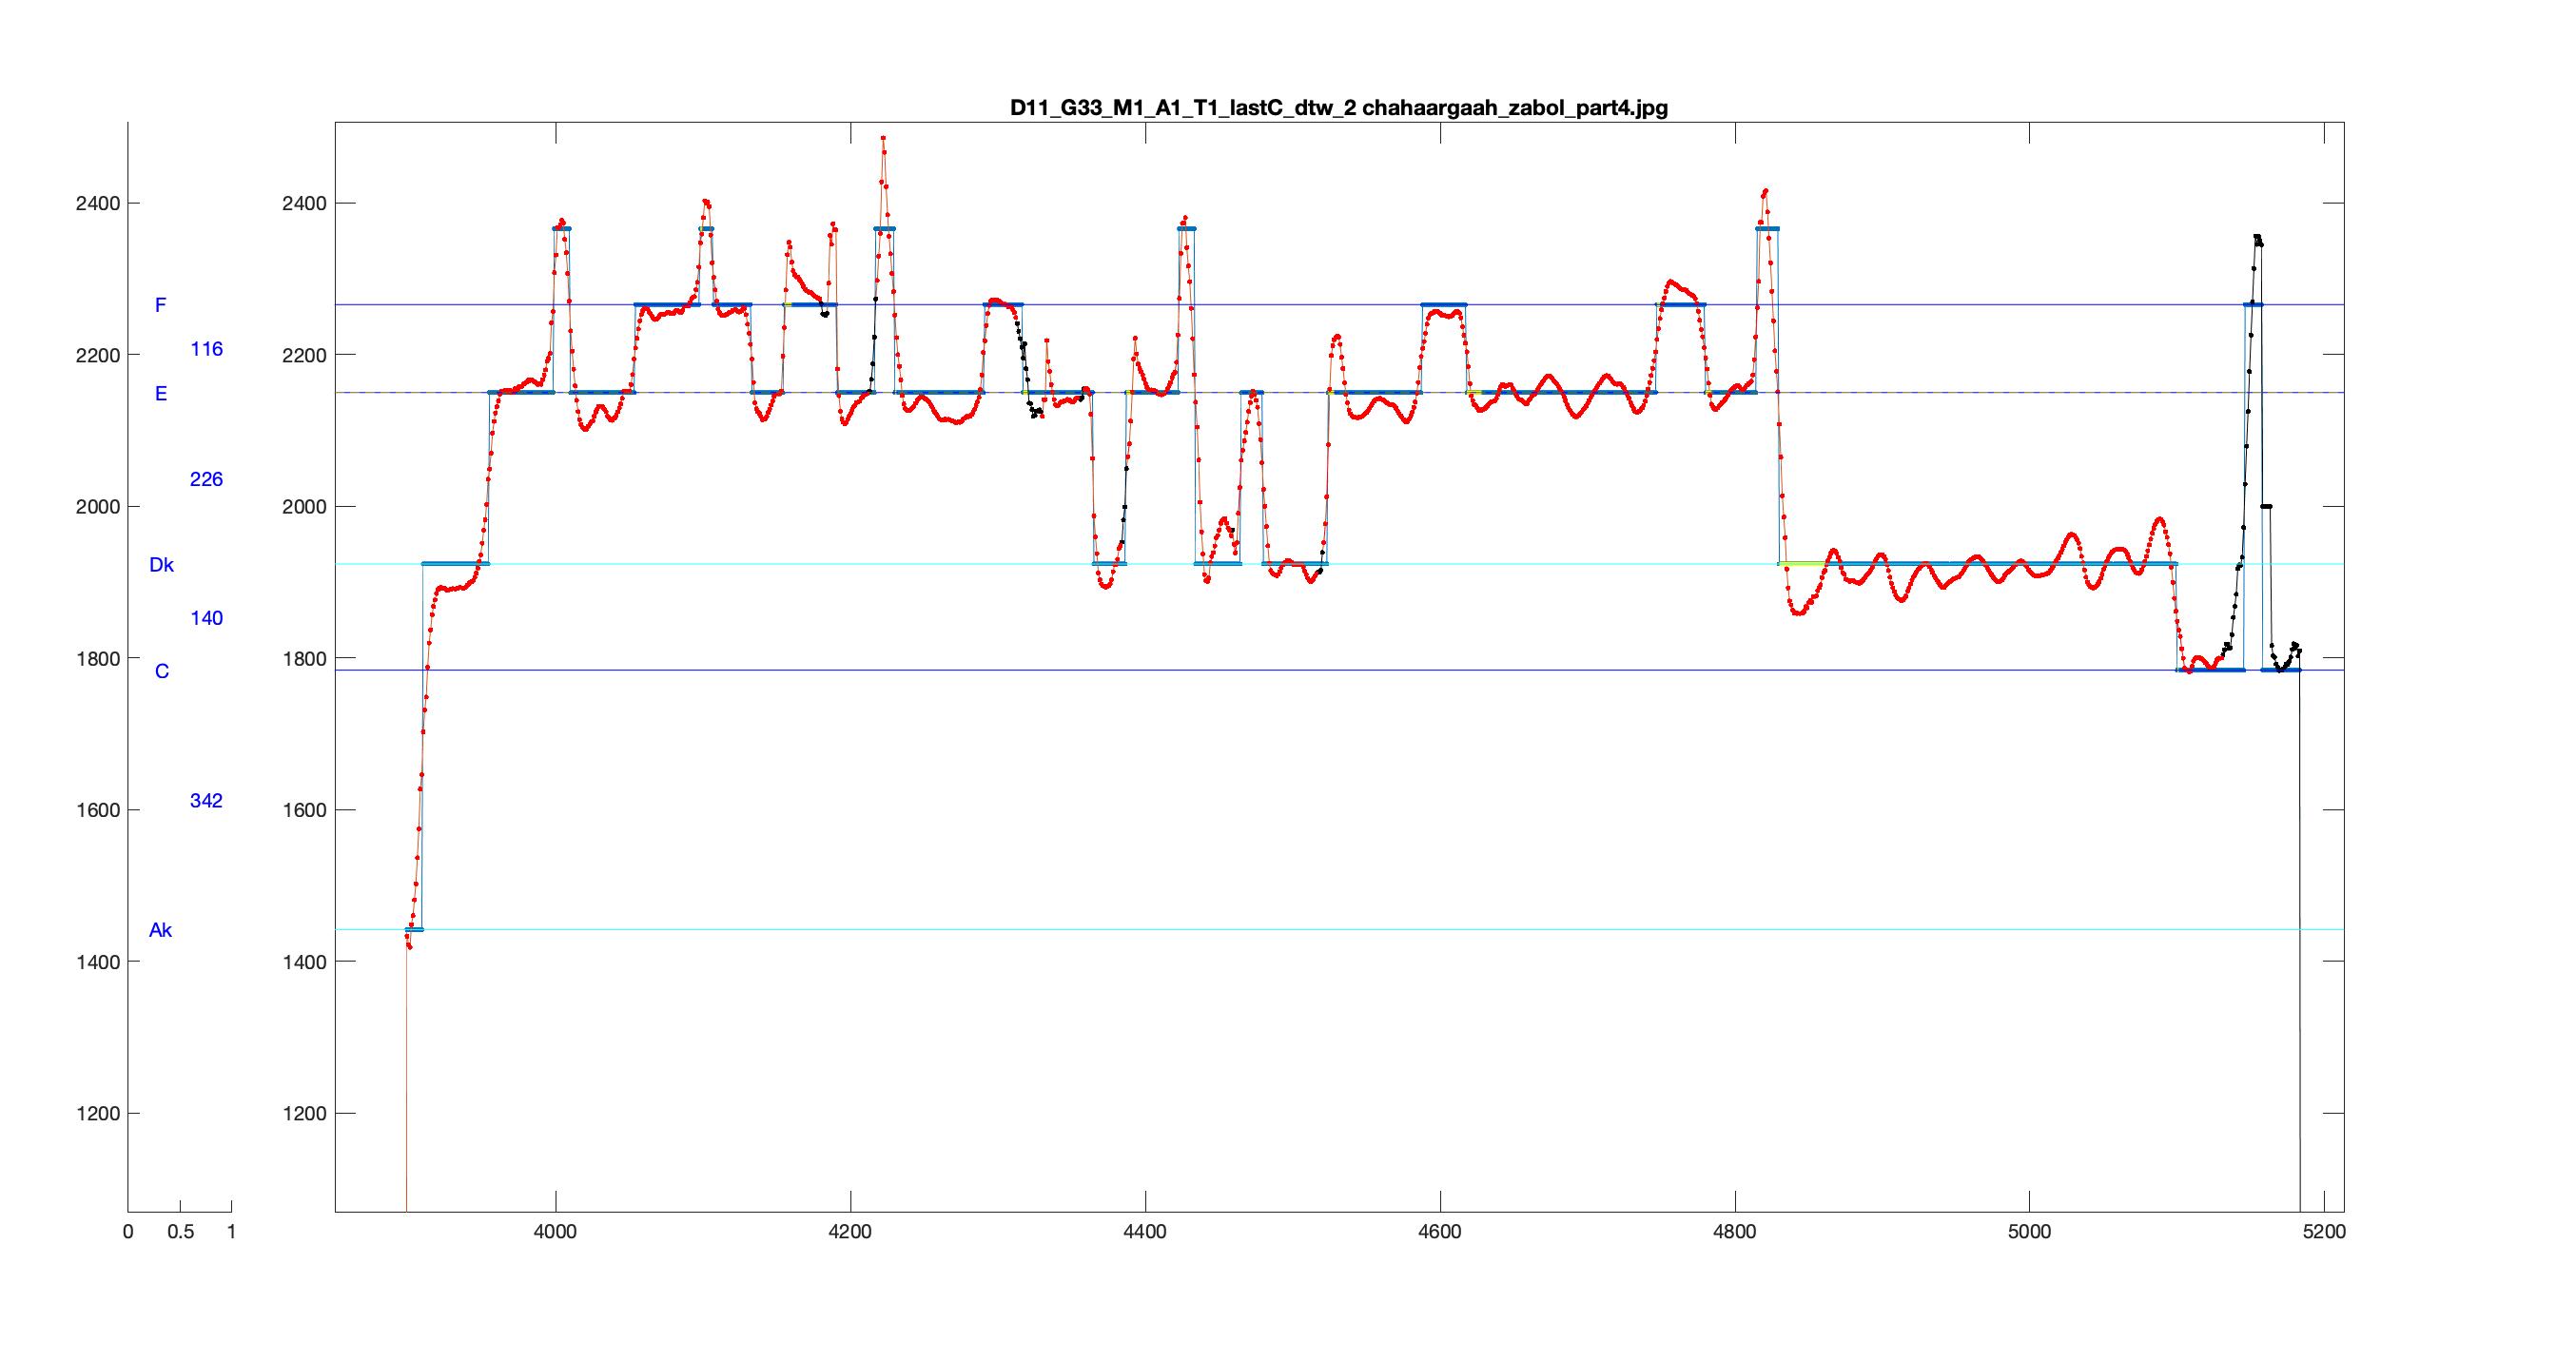 D11_G33_M1_A1_T1_lastC_dtw_2 chahaargaah_zabol_part4.jpg
2400 2400
F
116
2200 2200
E
226
2000 2000
Dk
140
1800 1800
C
342
1600 1600
Ak
1400 1400
1200 1200
0 0.5 1 4000 4200 4400 4600 4800 5000 5200